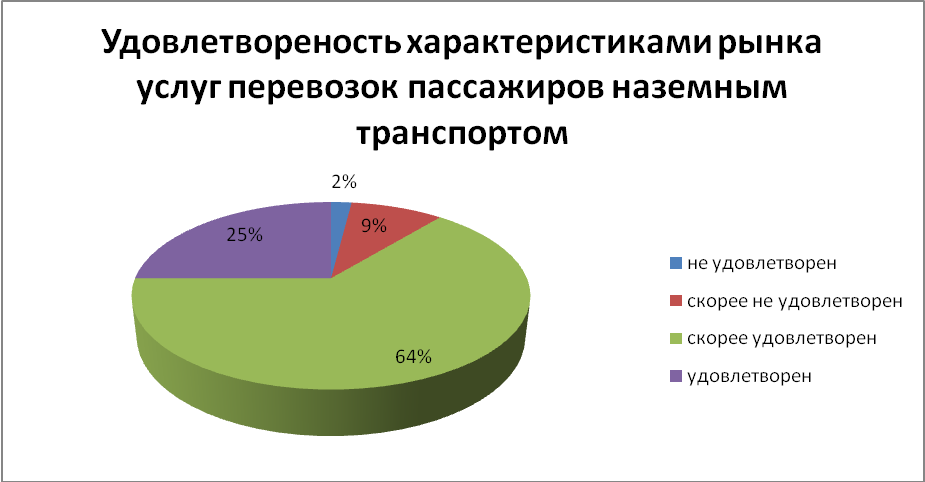 Удовлетвореность характеристиками рынка
услуг перевозок пассажиров наземным
транспортом
2%
9%
25%
64%
не удовлетворен
скорее не удовлетворен
скорее удовлетворен
удовлетворен